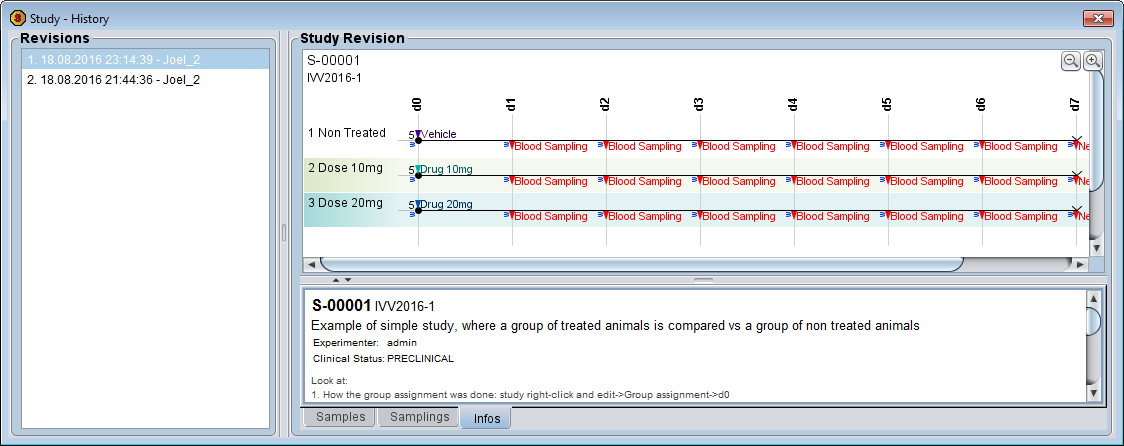 Study - History
Revisions
1. 18.08.2016 23:14:39 - Joel_2
2. 18.08.2016 21:44:36 - Joel_2
Study Revision
S-00001
IVV2016-1
d0 d1 d2 d3 d4 d5 d6 d7
1 Non Treated 5 Vehicle
Blood Sampling Blood Sampling Blood Sampling Blood Sampling Blood Sampling Blood Sampling Ne
2 Dose 10mg 5 Drug 10mg
Blood Sampling Blood Sampling Blood Sampling Blood Sampling Blood Sampling Blood Sampling Ne
3 Dose 20mg 5 Drug 20mg
Blood Sampling Blood Sampling Blood Sampling Blood Sampling Blood Sampling Blood Sampling Ne
S-00001 IVV2016-1
Example of simple study, where a group of treated animals is compared vs a group of non treated animals
Experimenter: admin
Clinical Status: PRECLINICAL
Look at:
1. How the group assignment was done: study right-click and edit->Group assignment->d0
Samples Samplings Infos